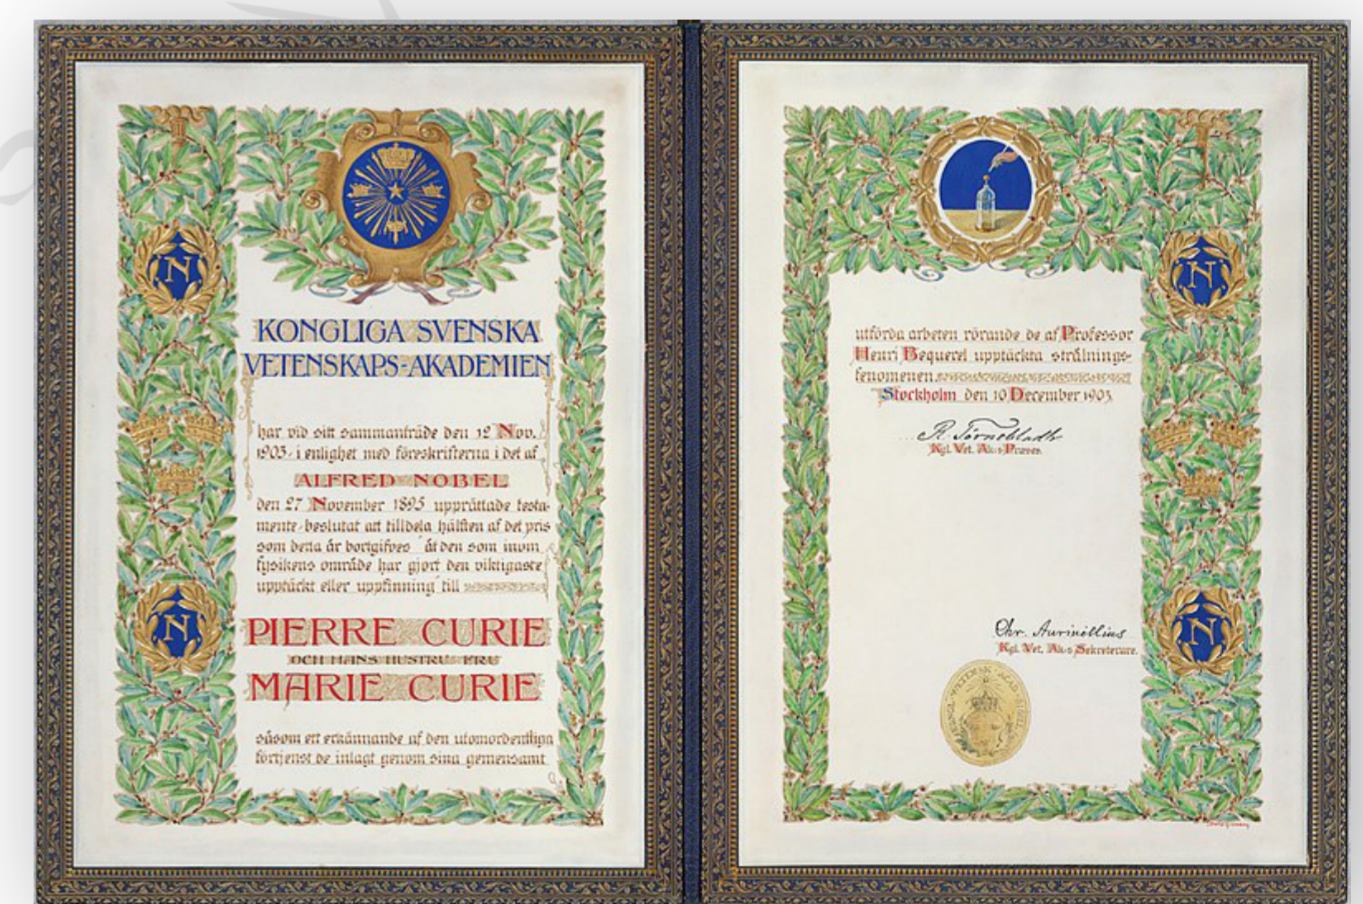 N
KONGLIGA SVENSKA
VETENSKAPS-AKADEMIEN
har vid sitt sammanträde den 12 Nov.
1903 i enlighet med föreskrifterna i det af
ALFRED NOBEL
den 27 November 1895 upprättade testa-
mente beslutat att tilldela hälften af det pris
som detta år bortgifves åt den som inom
fysikens område har gjort den viktigaste
upptäckt eller uppfinning till
N
PIERRE CURIE
OCH HANS HUSTRU FRU
MARIE CURIE
såsom ett erkännande af den utomordentliga
förtjenst de inlagt genom sina gemensamt
N
utförda arbeten rörande de af Professor
Henri Bequerel upptäckta strålnings-
fenomenen
Stockholm den 10 December 1903
R. Törnebladh
Kgl. Vet. Ak:s Præses.
N
Chr. Aurivillius
Kgl. Vet. Ak:s Sekreterare.